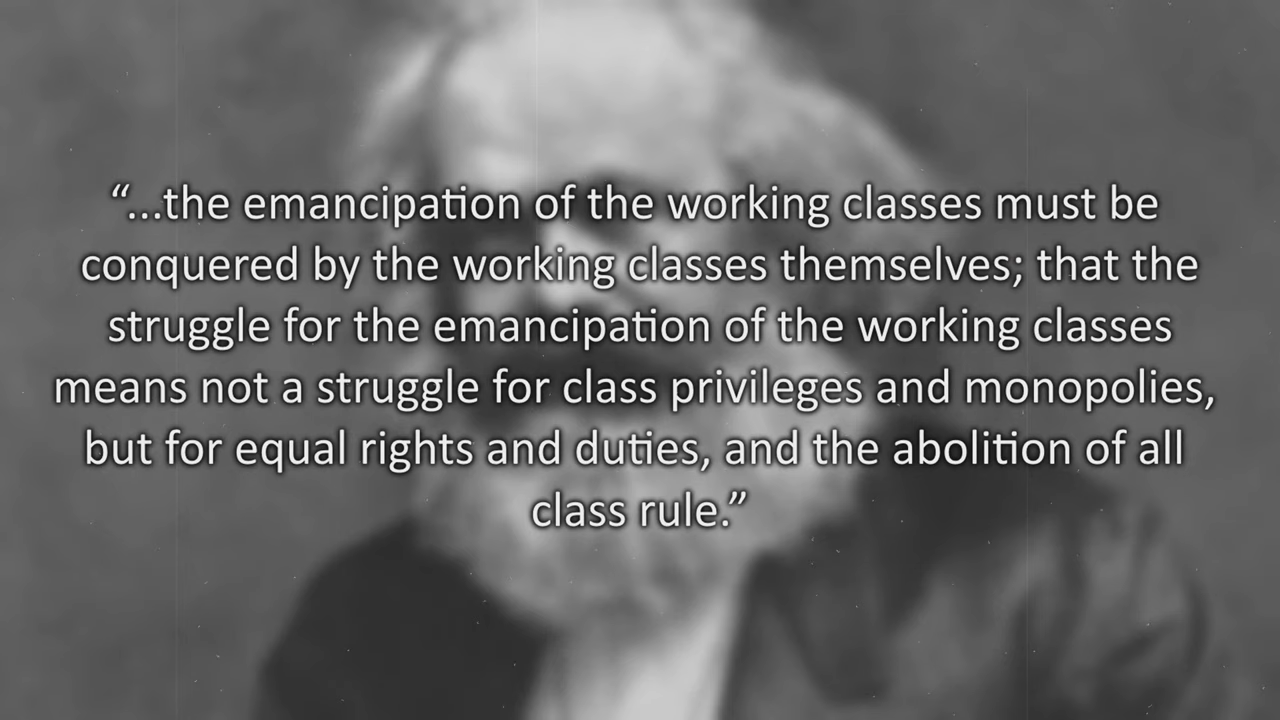 “...the emancipation of the working classes must be
conquered by the working classes themselves; that the
struggle for the emancipation of the working classes
means not a struggle for class privileges and monopolies,
but for equal rights and duties, and the abolition of all
class rule.”